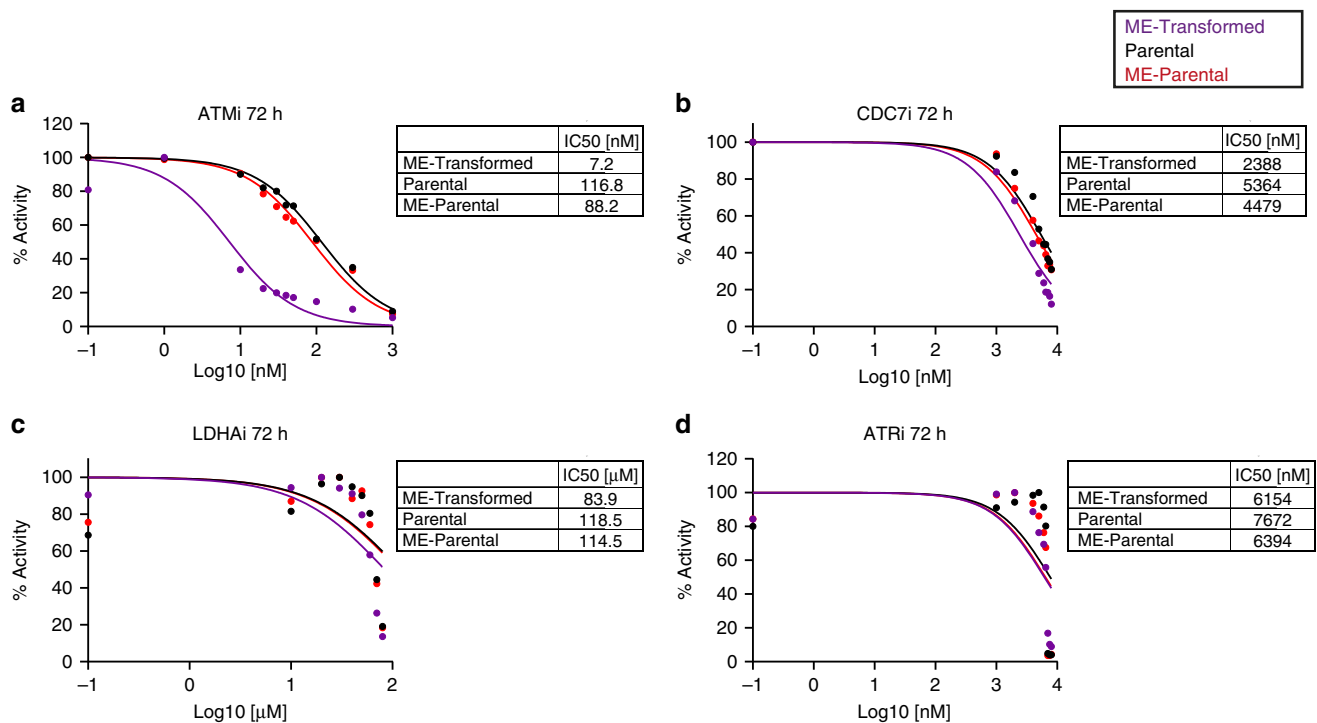 ME-Transformed
Parental
ME-Parental
a
ATMi 72 h
120
100
80
60
40
20
0
% Activity
–1 0 1 2 3
Log10 [nM]
IC50 [nM]
ME-Transformed 7.2
Parental 116.8
ME-Parental 88.2
b
CDC7i 72 h
100
80
60
40
20
0
% Activity
–1 0 1 2 3 4
Log10 [nM]
IC50 [nM]
ME-Transformed 2388
Parental 5364
ME-Parental 4479
c
LDHAi 72 h
100
80
60
40
20
0
% Activity
–1 0 1 2
Log10 [μM]
IC50 [μM]
ME-Transformed 83.9
Parental 118.5
ME-Parental 114.5
d
ATRi 72 h
120
100
80
60
40
20
0
% Activity
–1 0 1 2 3 4
Log10 [nM]
IC50 [nM]
ME-Transformed 6154
Parental 7672
ME-Parental 6394